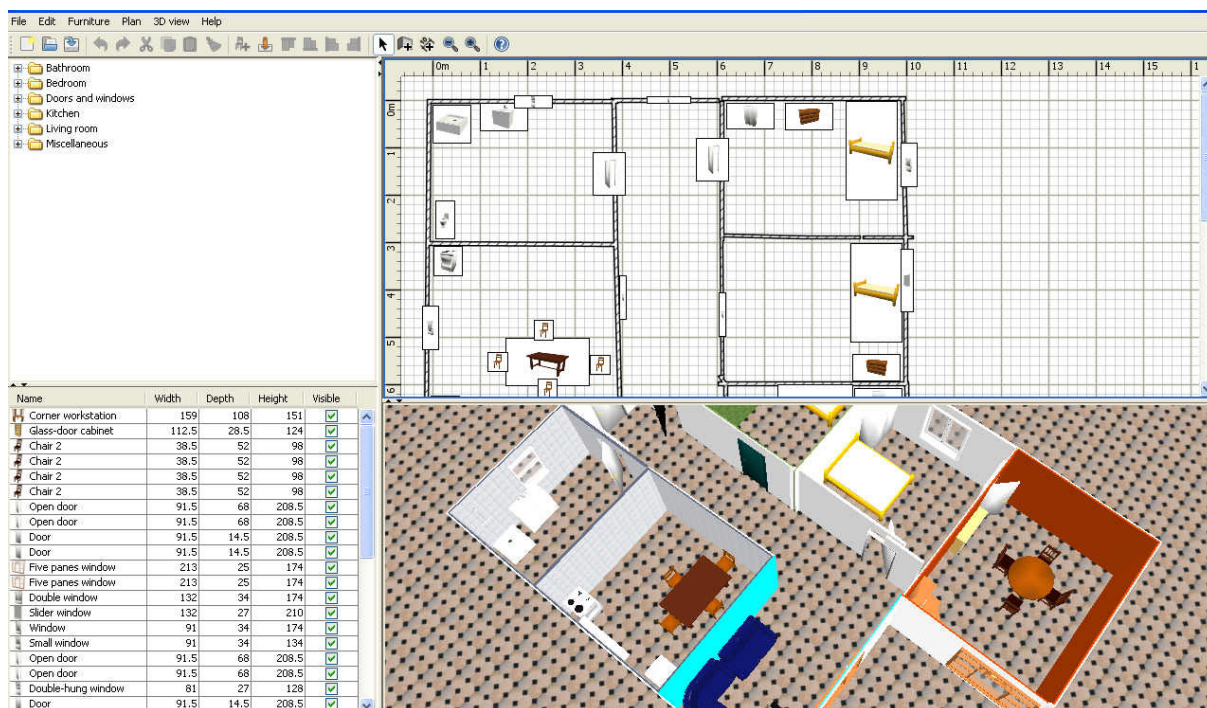 File Edit Furniture Plan 3D view Help
Bathroom
Bedroom
Doors and windows
Kitchen
Living room
Miscellaneous
0m 1 2 3 4 5 6 7 8 9 10 11 12 13 14 15 1
0m
1
2
3
4
5
6
Name Width Depth Height Visible
Corner workstation 159 108 151
Glass-door cabinet 112.5 28.5 124
Chair 2 38.5 52 98
Chair 2 38.5 52 98
Chair 2 38.5 52 98
Chair 2 38.5 52 98
Open door 91.5 68 208.5
Open door 91.5 68 208.5
Door 91.5 14.5 208.5
Door 91.5 14.5 208.5
Five panes window 213 25 174
Five panes window 213 25 174
Double window 132 34 174
Slider window 132 27 210
Window 91 34 174
Small window 91 34 134
Open door 91.5 68 208.5
Open door 91.5 68 208.5
Double-hung window 81 27 128
Door 91.5 14.5 208.5